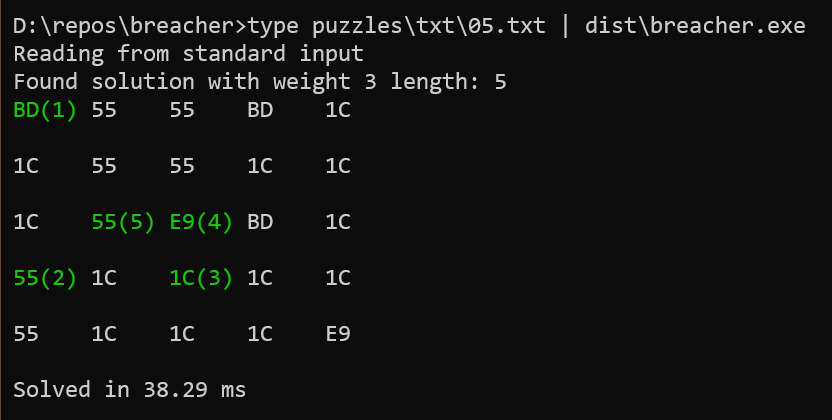 D:\repos\breacher>type puzzles\txt\05.txt | dist\breacher.exe
Reading from standard input
Found solution with weight 3 length: 5
BD(1) 55    55    BD    1C
1C    55    55    1C    1C
1C    55(5) E9(4) BD    1C
55(2) 1C    1C(3) 1C    1C
55    1C    1C    1C    E9
Solved in 38.29 ms